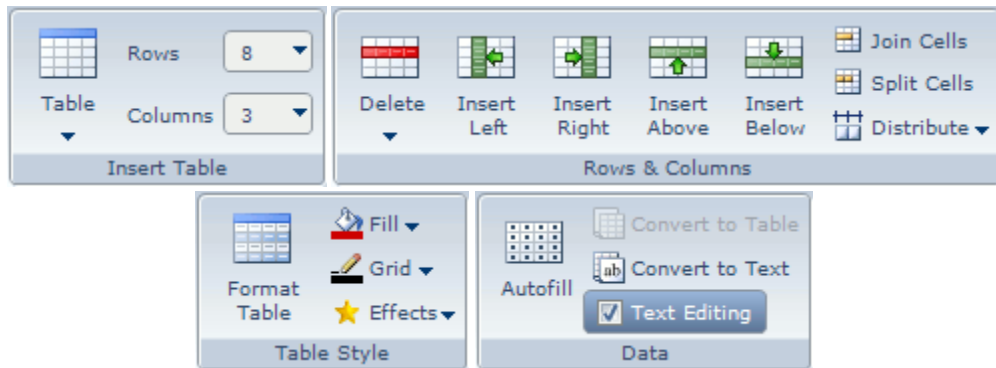 Table
Rows 8
Columns 3
Insert Table
Delete
Insert
Left
Insert
Right
Insert
Above
Insert
Below
Join Cells
Split Cells
Distribute
Rows & Columns
Format
Table
Fill
Grid
Effects
Table Style
Autofill
Convert to Table
ab Convert to Text
Text Editing
Data